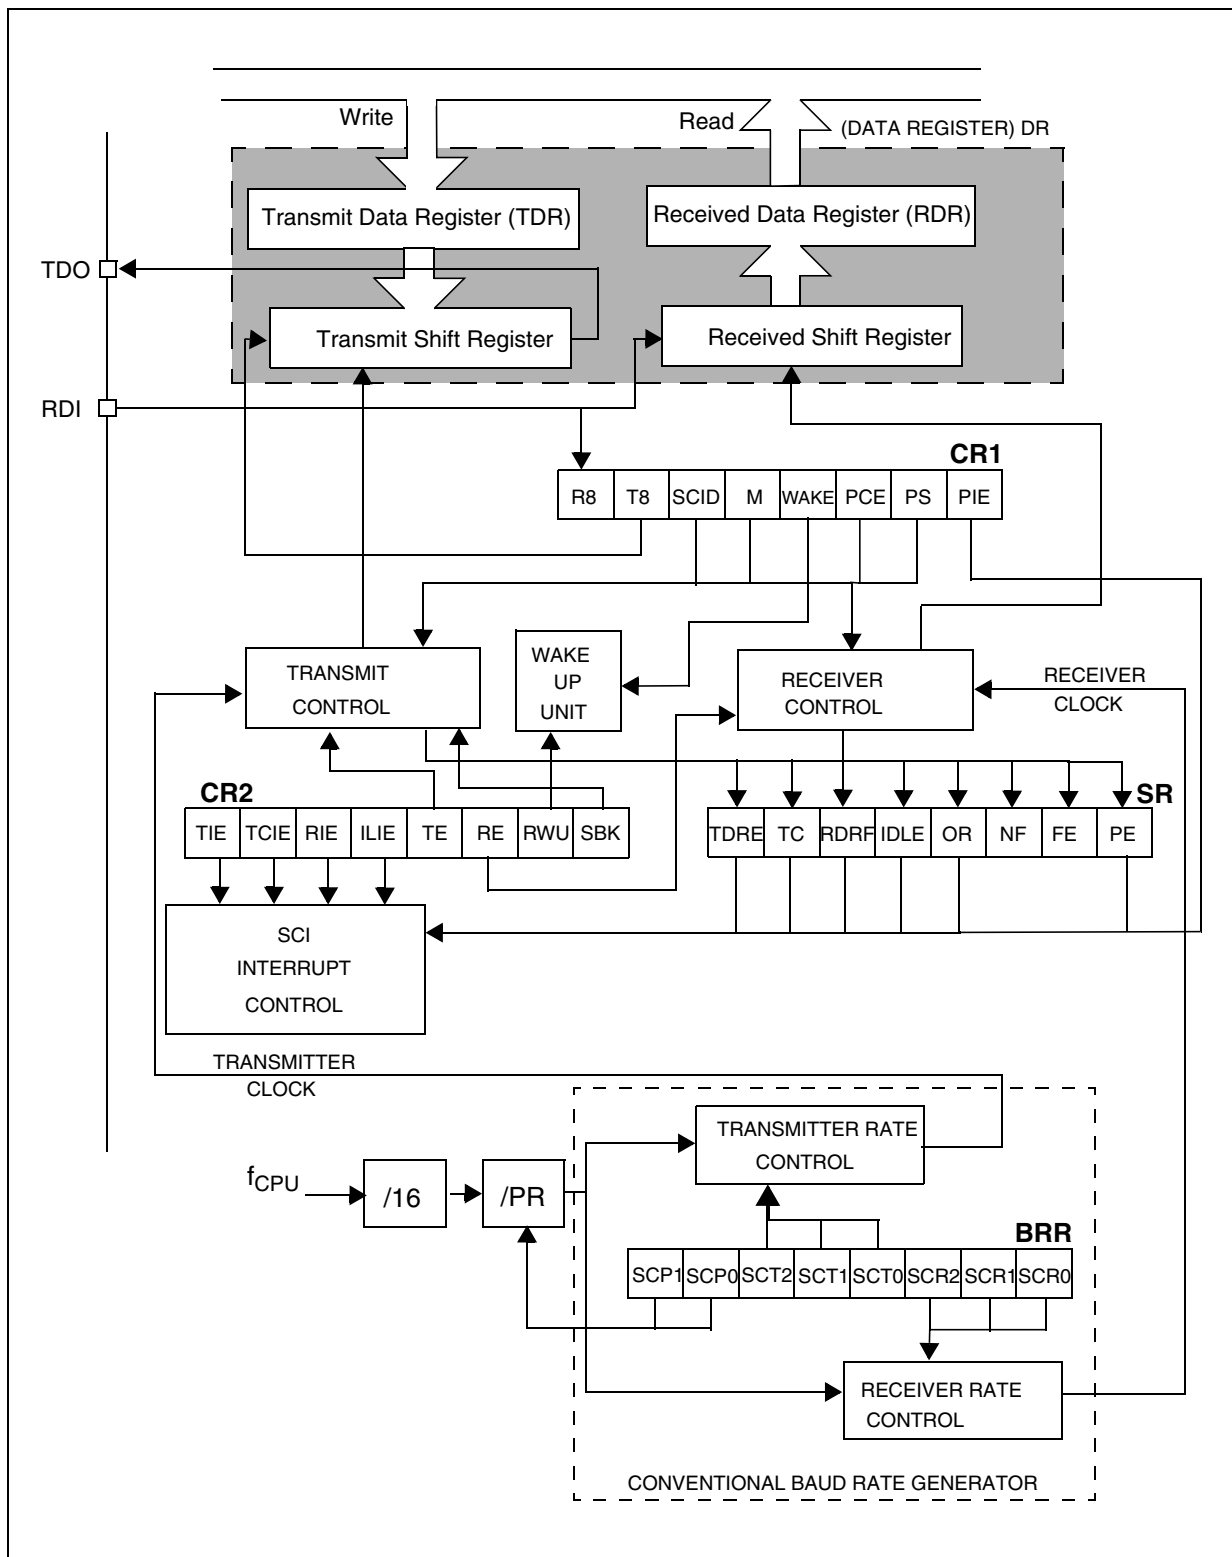 Write
Read
(DATA REGISTER) DR
Transmit Data Register (TDR)
Received Data Register (RDR)
TDO
Transmit Shift Register
Received Shift Register
RDI
CR1
R8 T8 SCID M WAKE PCE PS PIE
TRANSMIT
CONTROL
WAKE
UP
UNIT
RECEIVER
CONTROL
RECEIVER
CLOCK
CR2
TIE TCIE RIE ILIE TE RE RWU SBK
SR
TDRE TC RDRF IDLE OR NF FE PE
SCI
INTERRUPT
CONTROL
TRANSMITTER
CLOCK
TRANSMITTER RATE
CONTROL
fCPU
/16
/PR
BRR
SCP1 SCP0 SCT2 SCT1 SCT0 SCR2 SCR1 SCR0
RECEIVER RATE
CONTROL
CONVENTIONAL BAUD RATE GENERATOR